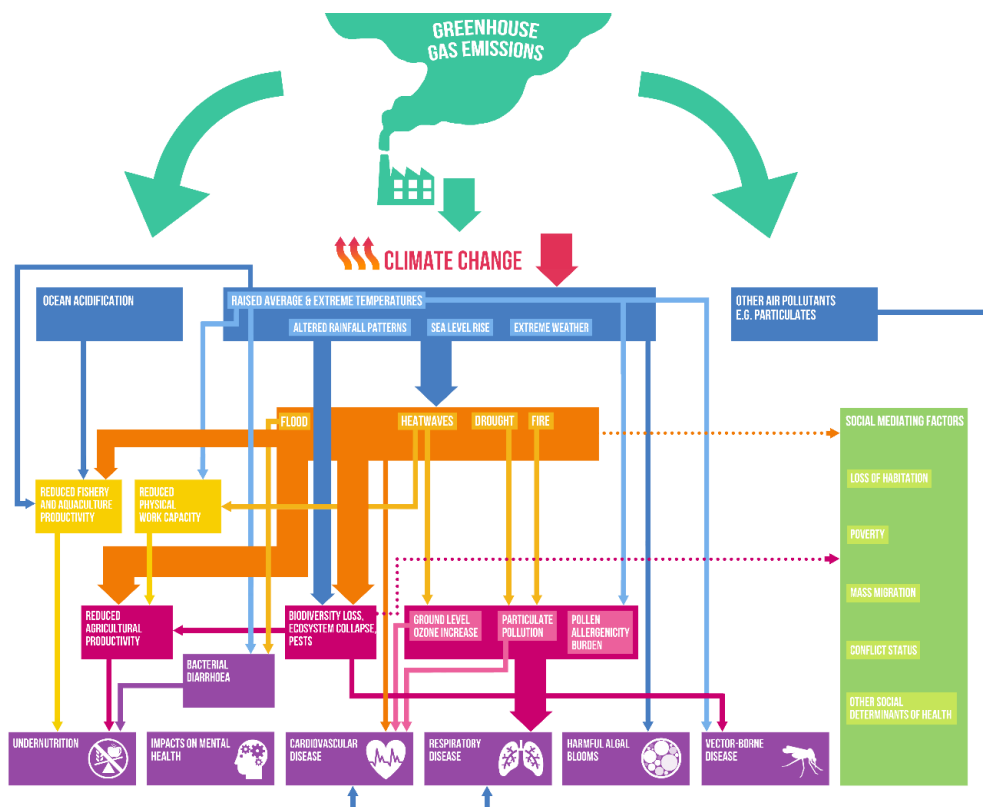 GREENHOUSE
GAS EMISSIONS
CLIMATE CHANGE
OCEAN ACIDIFICATION
RAISED AVERAGE & EXTREME TEMPERATURES
ALTERED RAINFALL PATTERNS
SEA LEVEL RISE
EXTREME WEATHER
OTHER AIR POLLUTANTS
E.G. PARTICULATES
FLOOD
HEATWAVES
DROUGHT
FIRE
SOCIAL MEDIATING FACTORS
LOSS OF HABITATION
POVERTY
MASS MIGRATION
CONFLICT STATUS
OTHER SOCIAL
DETERMINANTS OF HEALTH
REDUCED FISHERY
AND AQUACULTURE
PRODUCTIVITY
REDUCED
PHYSICAL
WORK CAPACITY
REDUCED
AGRICULTURAL
PRODUCTIVITY
BIODIVERSITY LOSS,
ECOSYSTEM COLLAPSE,
PESTS
GROUND LEVEL
OZONE INCREASE
PARTICULATE
POLLUTION
POLLEN
ALLERGENICITY
BURDEN
BACTERIAL
DIARRHOEA
UNDERNUTRITION
IMPACTS ON MENTAL
HEALTH
CARDIOVASCULAR
DISEASE
RESPIRATORY
DISEASE
HARMFUL ALGAL
BLOOMS
VECTOR-BORNE
DISEASE